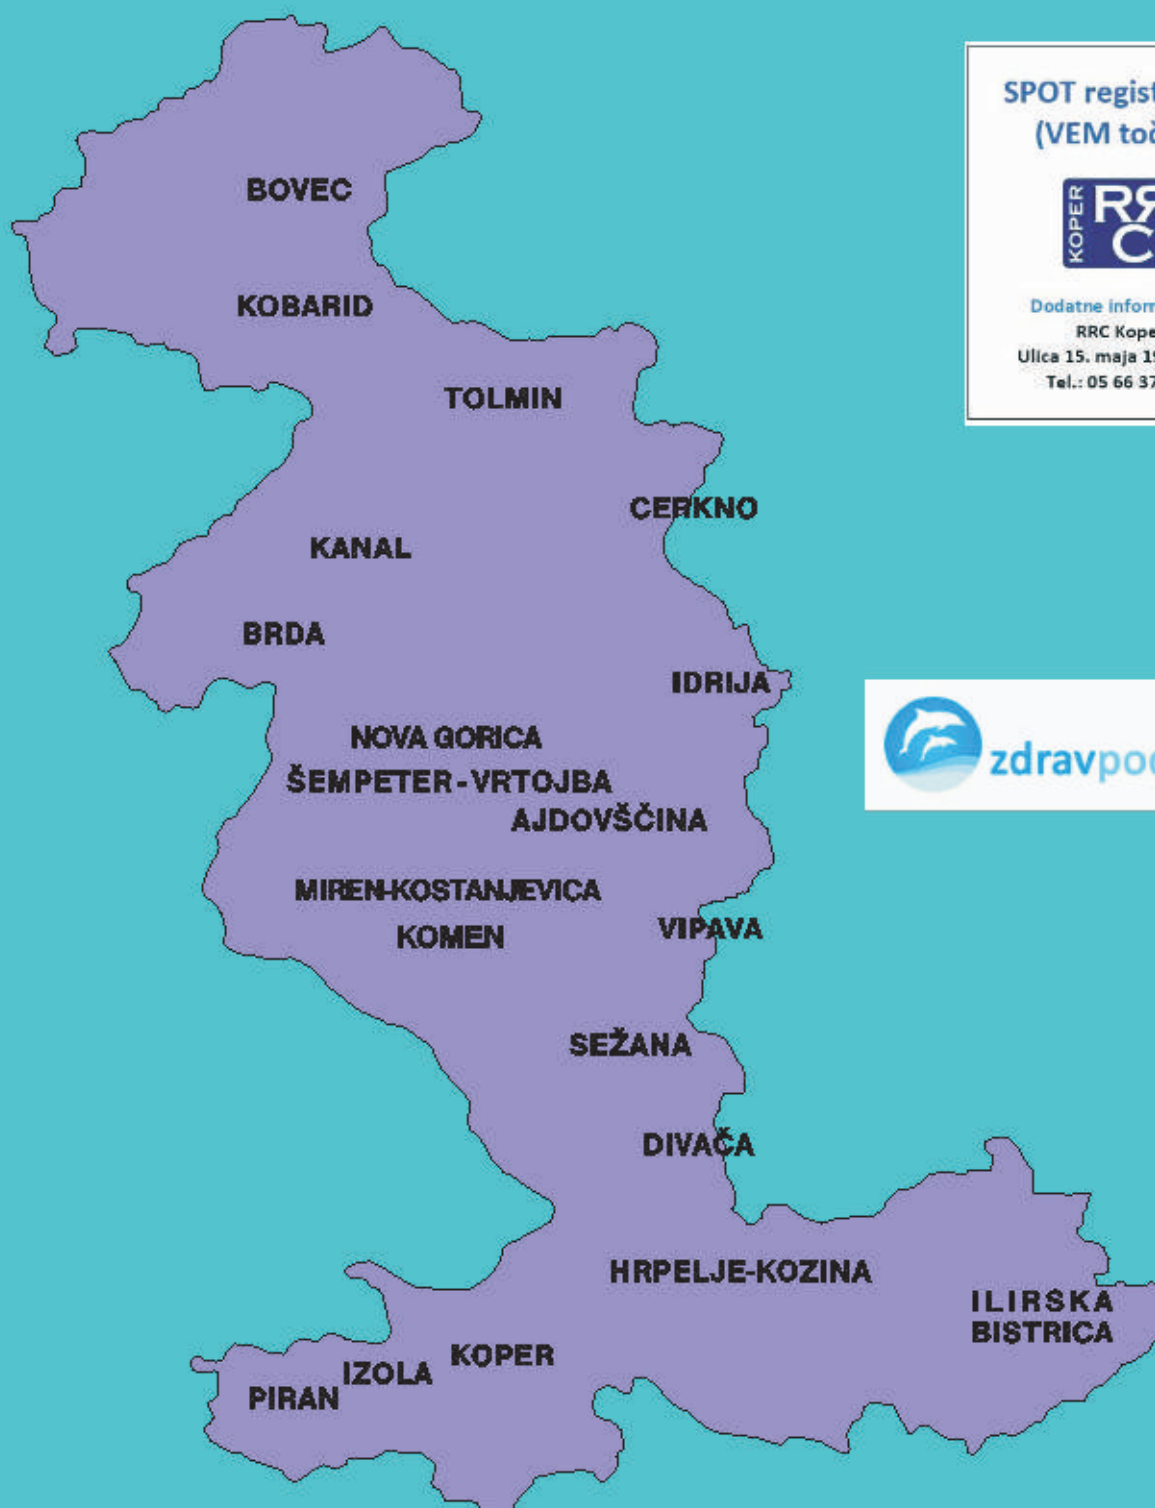 BOVEC
KOBARID
TOLMIN
CERKNO
KANAL
BRDA
IDRIJA
NOVA GORICA
ŠEMPETER-VRTOJBA
AJDOVŠČINA
MIREN-KOSTANJEVICA
KOMEN
VIPAVA
SEŽANA
DIVAČA
HRPELJE-KOZINA
ILIRSKA
BISTRICA
KOPER
IZOLA
PIRAN
SPOT regist
(VEM toč
KOPER
RR
C
Dodatne inform
RRC Kope
Ulica 15. maja 19
Tel.: 05 66 37
zdravpoc